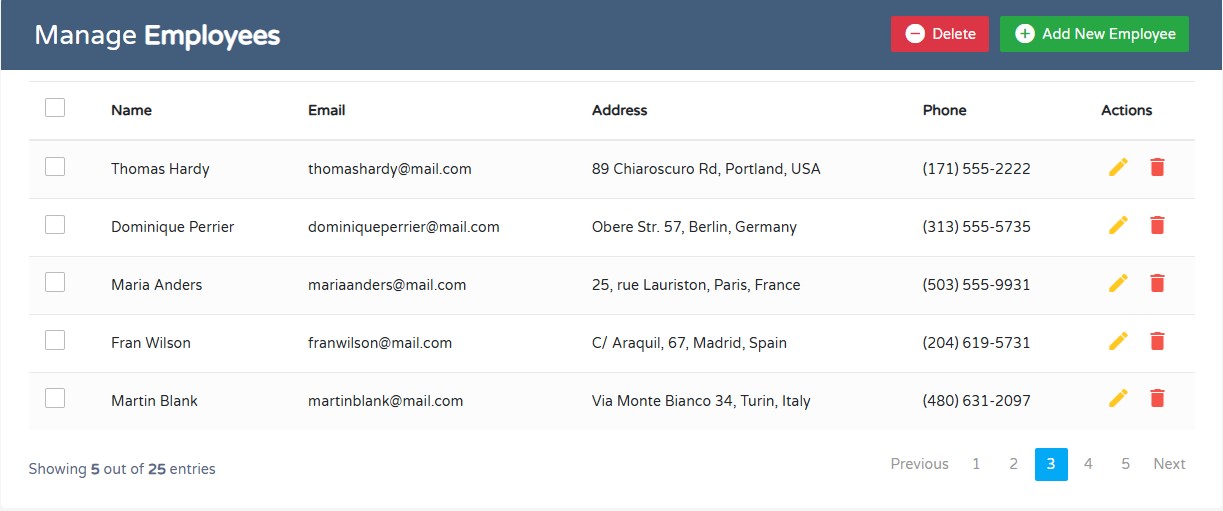 Manage Employees
Delete
Add New Employee
Name Email Address Phone Actions
Thomas Hardy thomashardy@mail.com 89 Chiaroscuro Rd, Portland, USA (171) 555-2222
Dominique Perrier dominiqueperrier@mail.com Obere Str. 57, Berlin, Germany (313) 555-5735
Maria Anders mariaanders@mail.com 25, rue Lauriston, Paris, France (503) 555-9931
Fran Wilson franwilson@mail.com C/ Araquil, 67, Madrid, Spain (204) 619-5731
Martin Blank martinblank@mail.com Via Monte Bianco 34, Turin, Italy (480) 631-2097
Showing 5 out of 25 entries
Previous 1 2 3 4 5 Next